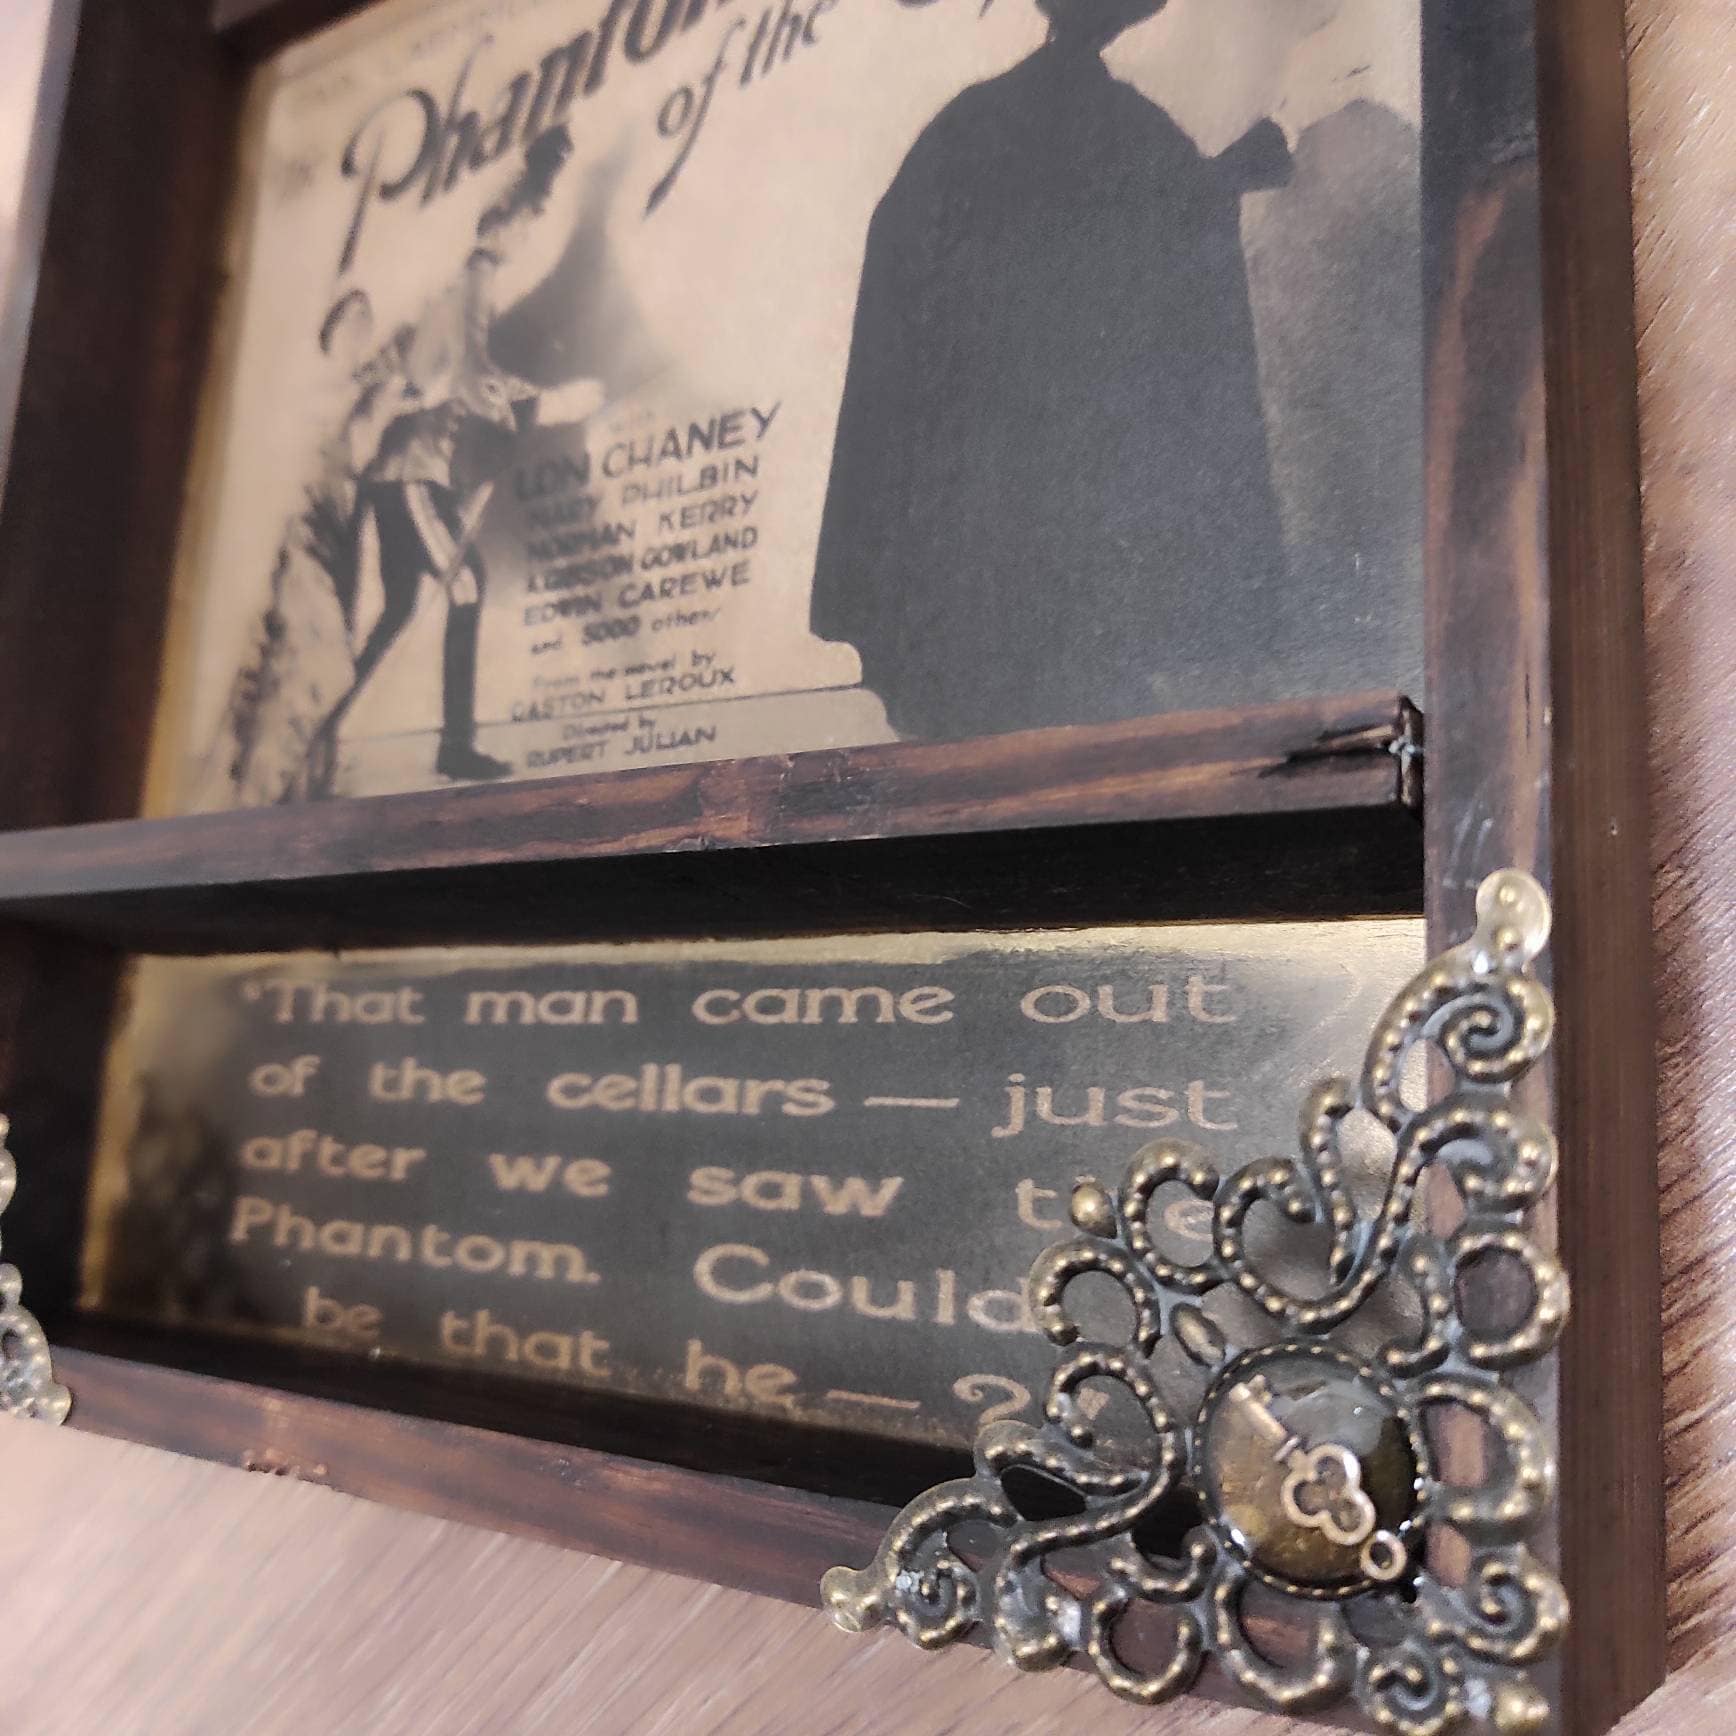 Phantom
of the
LON CHANEY
MARY PHILBIN
NORMAN KERRY
GIBSON GOWLAND
EDWIN CAREWE
and 5000 others
From the novel by
GASTON LEROUX
Directed by
RUPERT JULIAN
"That man came out
of the cellars — just
after we saw the
Phantom. Could
be that he — ?"